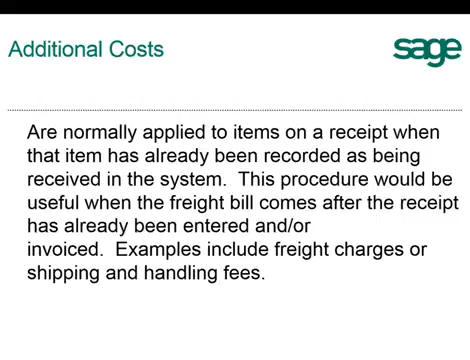 Additional Costs
sage
Are normally applied to items on a receipt when
that item has already been recorded as being
received in the system.  This procedure would be
useful when the freight bill comes after the receipt
has already been entered and/or
invoiced.  Examples include freight charges or
shipping and handling fees.